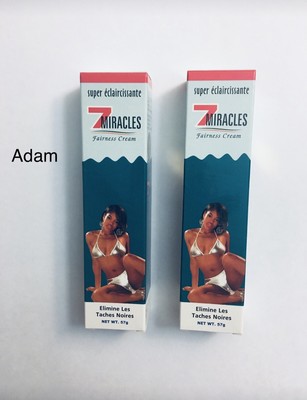 Adam
super éclaircissante
7 MIRACLES
Fairness Cream
Elimine Les
Taches Noires
NET WT. 57g
super éclaircissante
7 MIRACLES
Fairness Cream
Elimine Les
Taches Noires
NET WT. 57g